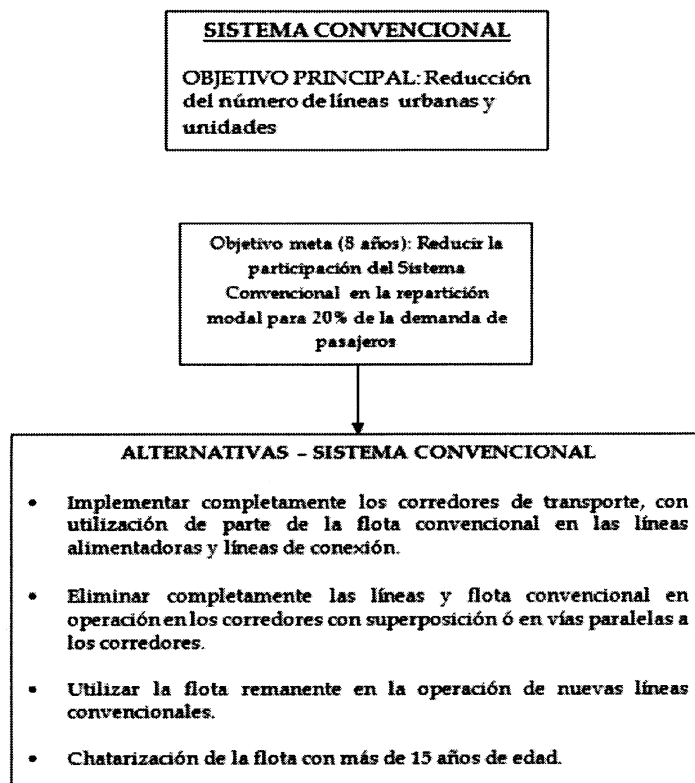 SISTEMA CONVENCIONAL
OBJETIVO PRINCIPAL: Reducción
del número de líneas urbanas y
unidades
Objetivo meta (8 años): Reducir la
participación del Sistema
Convencional en la repartición
modal para 20% de la demanda de
pasajeros
ALTERNATIVAS – SISTEMA CONVENCIONAL
• Implementar completamente los corredores de transporte, con
utilización de parte de la flota convencional en las líneas
alimentadoras y líneas de conexión.
• Eliminar completamente las líneas y flota convencional en
operación en los corredores con superposición ó en vías paralelas a
los corredores.
• Utilizar la flota remanente en la operación de nuevas líneas
convencionales.
• Chatarización de la flota con más de 15 años de edad.